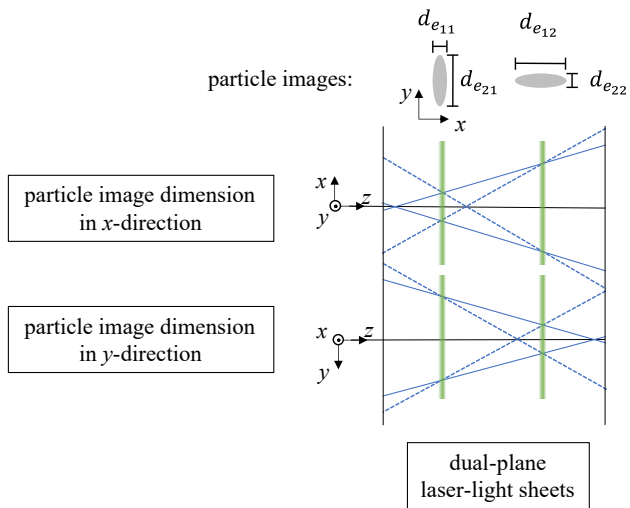 d_{e_{11}}
d_{e_{12}}
particle images:
d_{e_{21}}
d_{e_{22}}
y
x
particle image dimension
in x-direction
x
y
z
particle image dimension
in y-direction
x
y
z
dual-plane
laser-light sheets